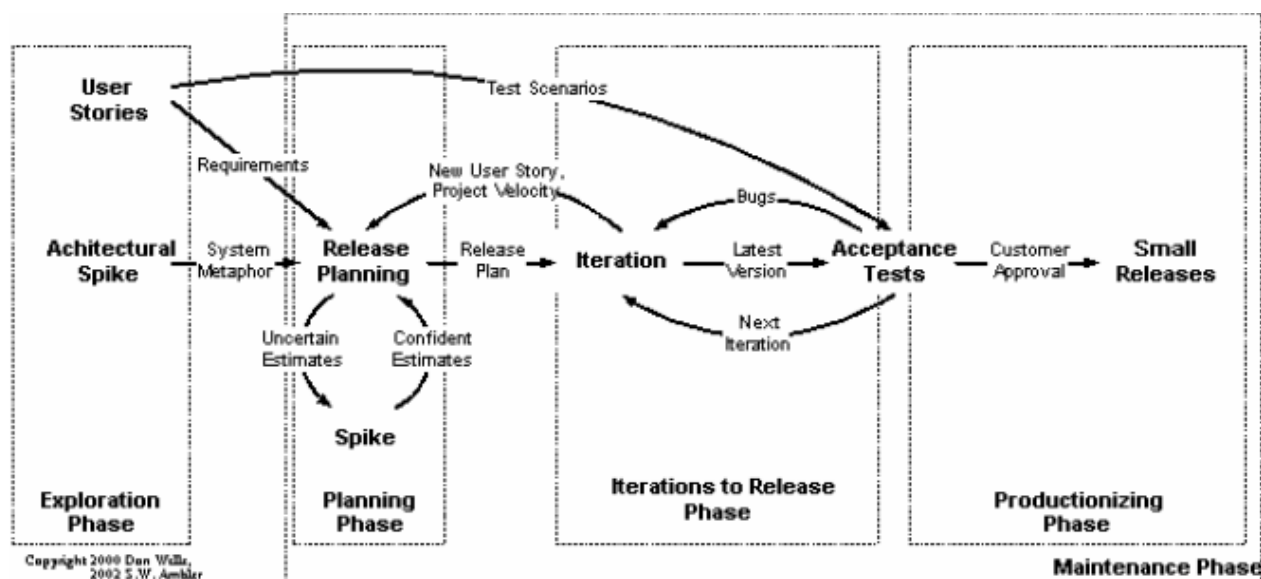 User
Stories
Test Scenarios
Requirements
New User Story,
Project Velocity
Bugs
Achitectural
Spike
System
Metaphor
Release
Planning
Release
Plan
Iteration
Latest
Version
Acceptance
Tests
Customer
Approval
Small
Releases
Uncertain
Estimates
Confident
Estimates
Next
Iteration
Spike
Exploration
Phase
Planning
Phase
Iterations to Release
Phase
Productionizing
Phase
Copyright 2000 Don Wells,
2002 S.W. Ambler
Maintenance Phase